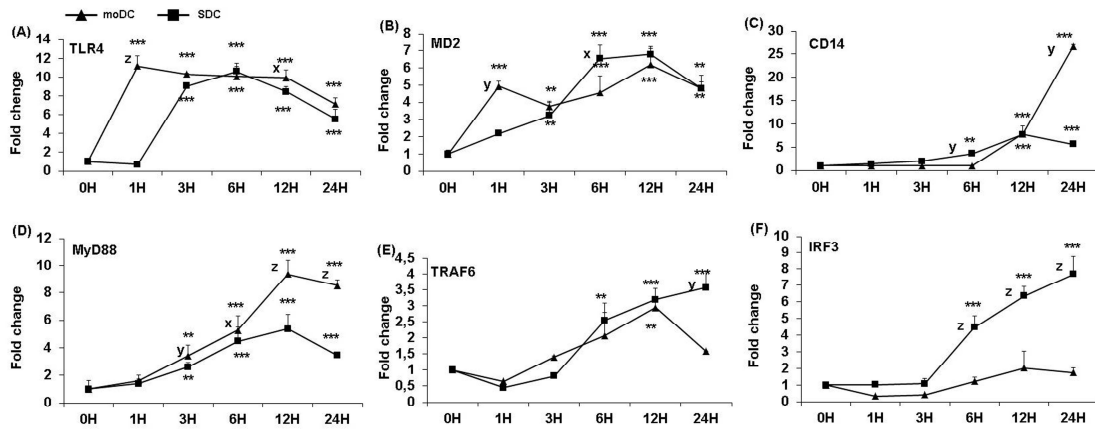 moDC SDC
(A)
TLR4
Fold chenge
14
12
10
8
6
4
2
0
***
z
***
***
***
***
***
x
***
***
***
0H 1H 3H 6H 12H 24H
(B)
MD2
Fold change
8
7
6
5
4
3
2
1
0
***
y
**
**
***
x
***
***
***
**
**
0H 1H 3H 6H 12H 24H
(C)
CD14
Fold change
30
25
20
15
10
5
0
**
y
***
***
***
y
***
0H 1H 3H 6H 12H 24H
(D)
MyD88
Fold change
12
10
8
6
4
2
0
**
y
**
***
x
***
***
z
***
***
z
***
0H 1H 3H 6H 12H 24H
(E)
TRAF6
Fold change
4,5
4
3,5
3
2,5
2
1,5
1
0,5
0
**
***
**
***
y
0H 1H 3H 6H 12H 24H
(F)
IRF3
Fold change
10
9
8
7
6
5
4
3
2
1
0
***
z
***
z
***
z
0H 1H 3H 6H 12H 24H